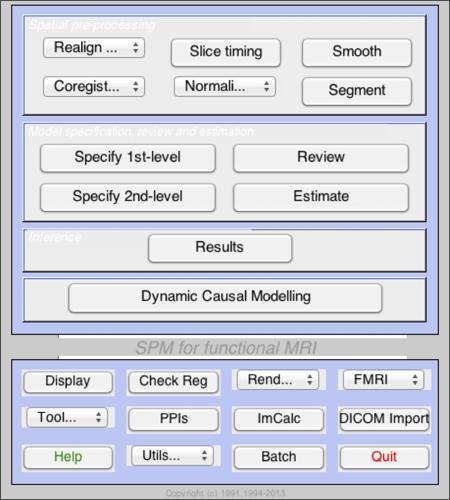 Spatial pre-processing
Realign ... Slice timing Smooth
Coregist... Normali... Segment
Model specification, review and estimation
Specify 1st-level Review
Specify 2nd-level Estimate
Inference
Results
Dynamic Causal Modelling
SPM for functional MRI
Display Check Reg Rend... FMRI
Tool... PPIs ImCalc DICOM Import
Help Utils... Batch Quit
Copyright (c) 1991,1994-2013